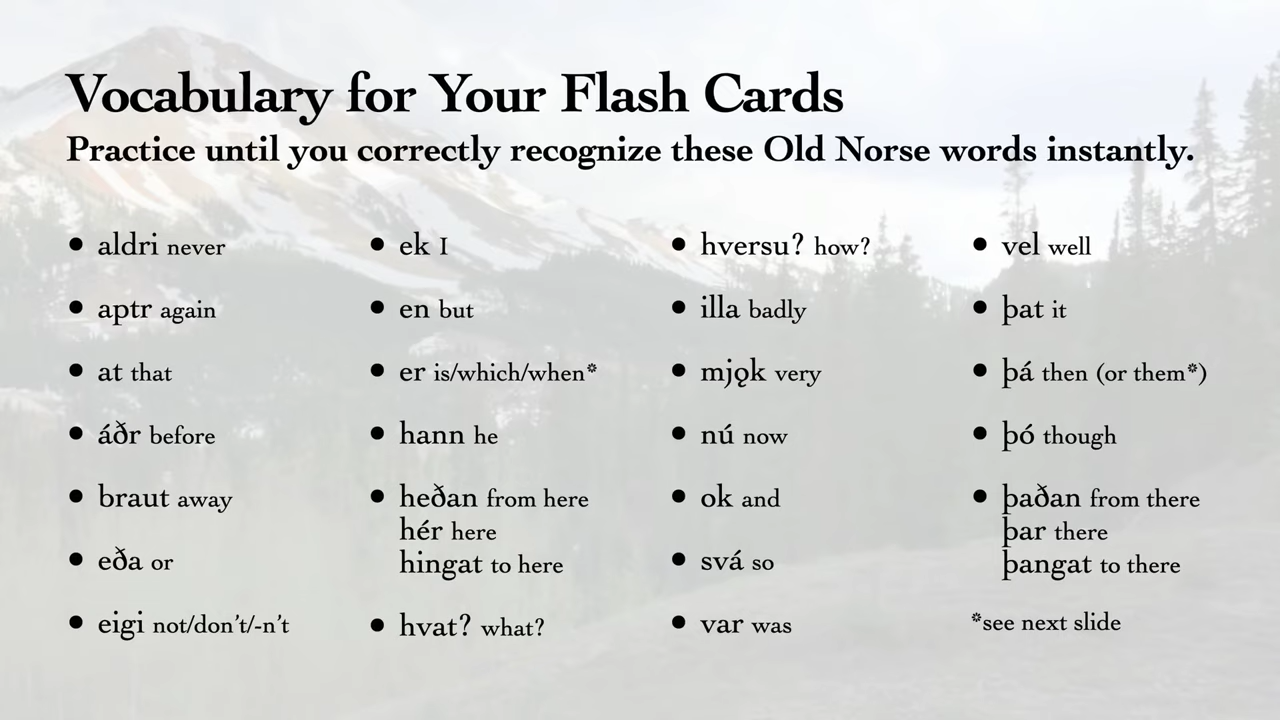 Vocabulary for Your Flash Cards
Practice until you correctly recognize these Old Norse words instantly.
• aldri never
• aptr again
• at that
• áðr before
• braut away
• eða or
• eigi not/don’t/-n’t
• ek I
• en but
• er is/which/when*
• hann he
• heðan from here
hér here
hingat to here
• hvat? what?
• hversu? how?
• illa badly
• mjǫk very
• nú now
• ok and
• svá so
• var was
• vel well
• þat it
• þá then (or them*)
• þó though
• þaðan from there
þar there
þangat to there
*see next slide